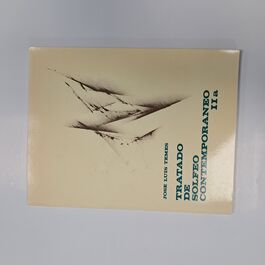 JOSE LUIS TEMES
TRATADO
DE
SOLFEO
CONTEMPORANEO
IIa